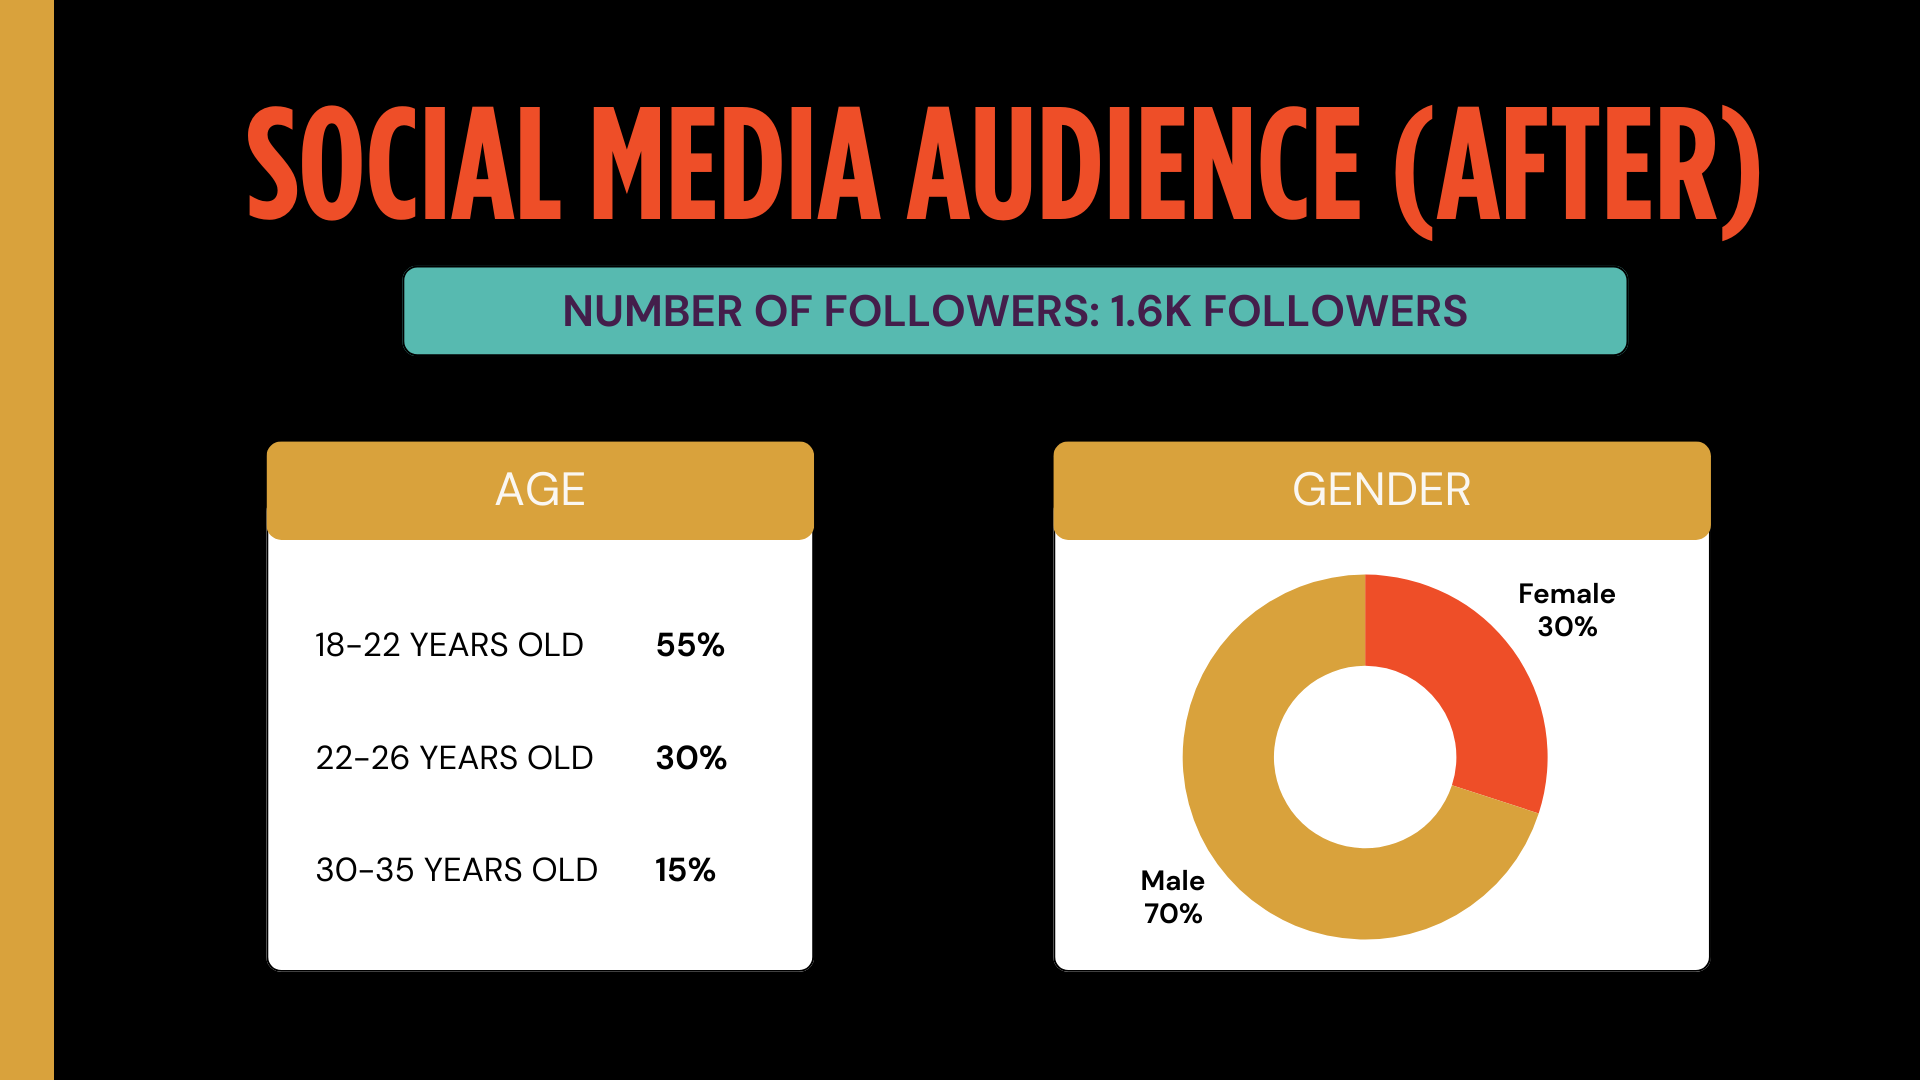 SOCIAL MEDIA AUDIENCE (AFTER)
NUMBER OF FOLLOWERS: 1.6K FOLLOWERS
AGE
18-22 YEARS OLD 55%
22-26 YEARS OLD 30%
30-35 YEARS OLD 15%
GENDER
Female
30%
Male
70%